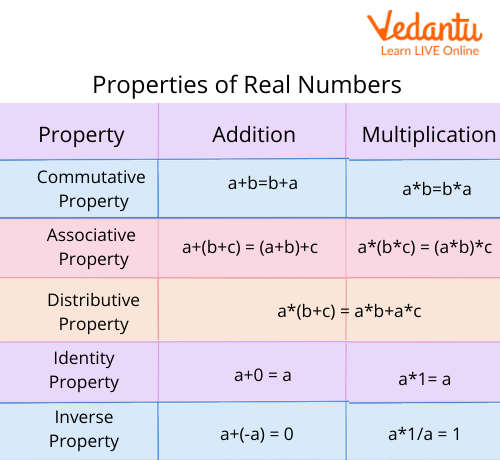 Vedantu
Learn LIVE Online
Properties of Real Numbers
Property Addition Multiplication
Commutative
Property
a+b=b+a
a*b=b*a
Associative
Property
a+(b+c) = (a+b)+c
a*(b*c) = (a*b)*c
Distributive
Property
a*(b+c) = a*b+a*c
Identity
Property
a+0 = a
a*1= a
Inverse
Property
a+(-a) = 0
a*1/a = 1